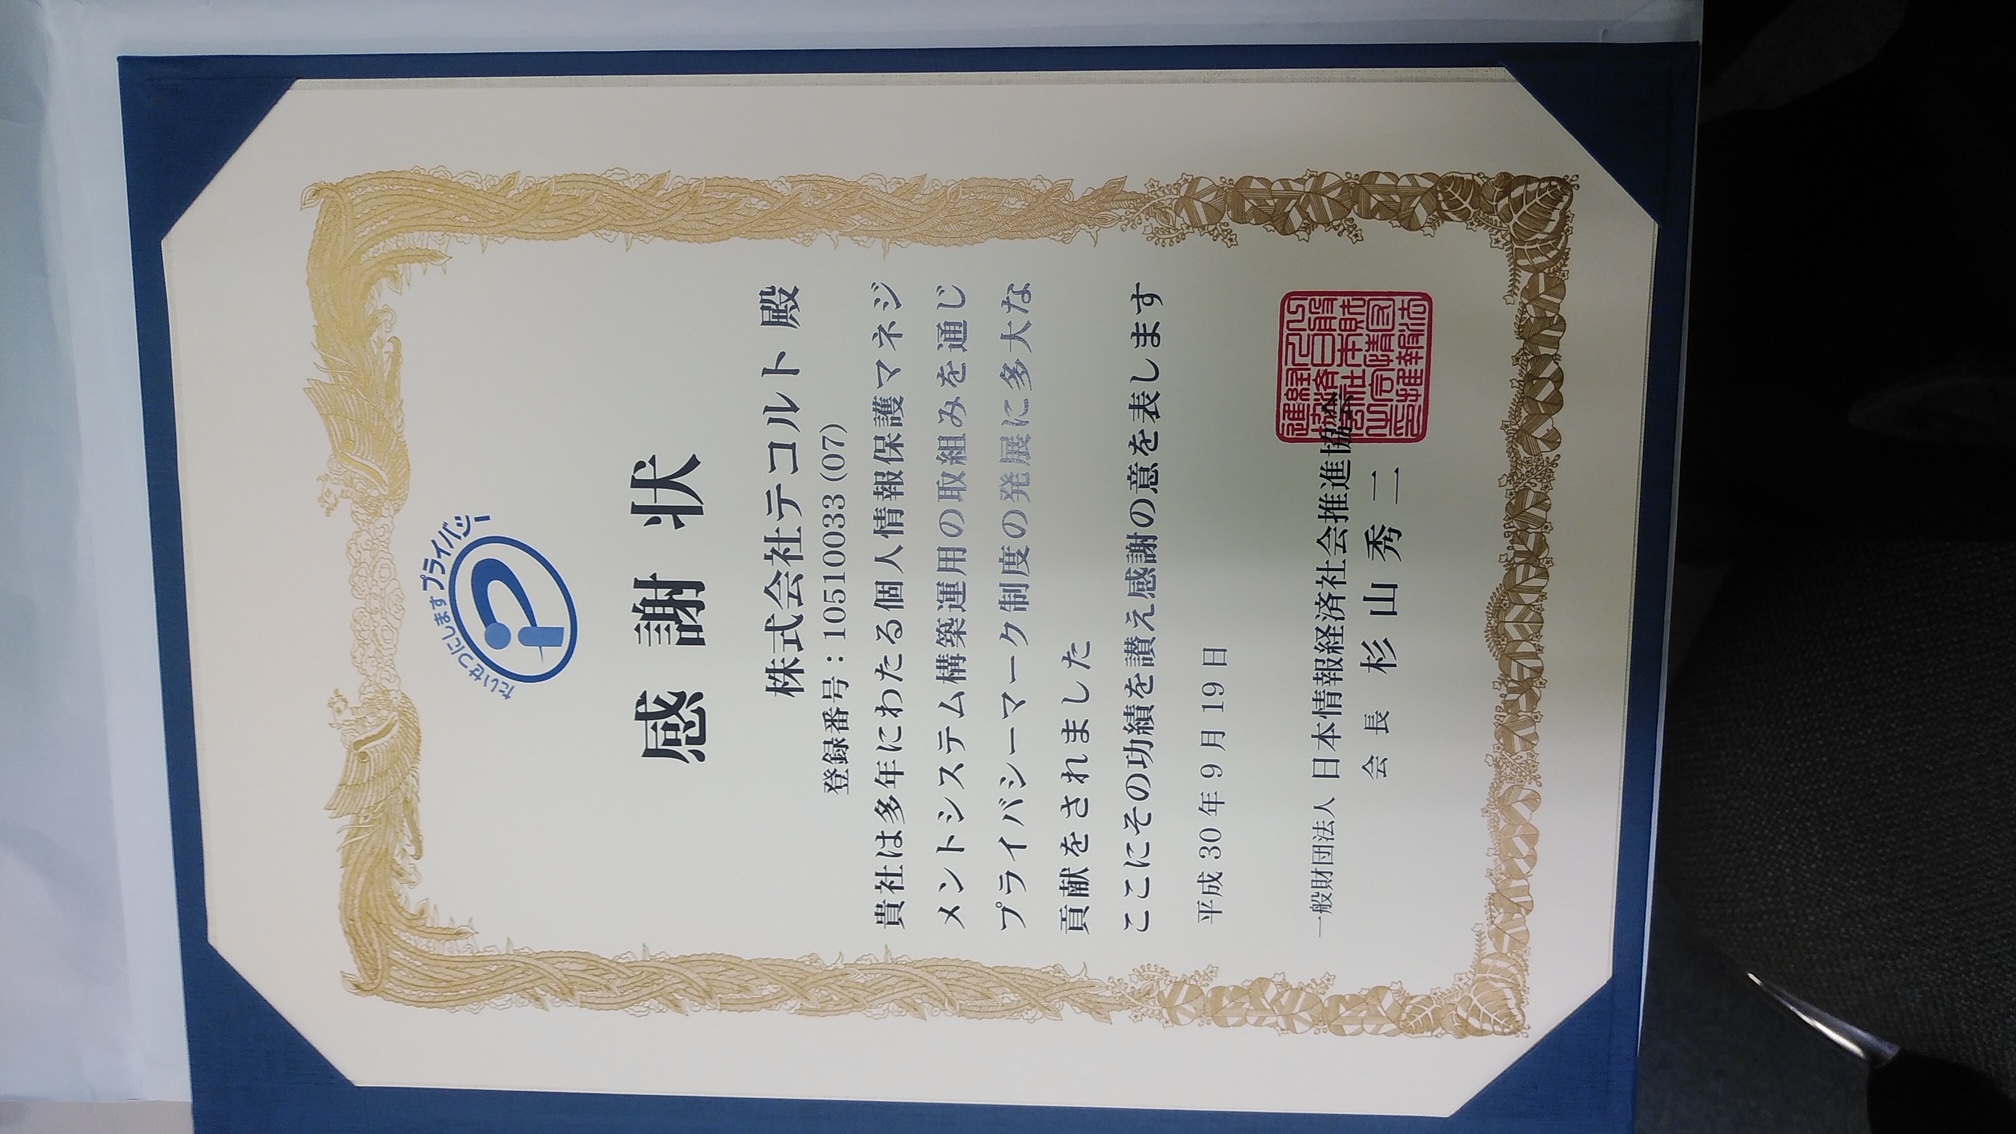 たいせつにしますプライバシー
感謝状
株式会社テコルト 殿
登録番号:10510033(07)
貴社は多年にわたる個人情報保護マネジ
メントシステム構築運用の取組みを通じ
プライバシーマーク制度の発展に多大な
貢献をされました
ここにその功績を讃え感謝の意を表します
平成30年9月19日
一般財団法人 日本情報経済社会推進協会
会長 杉山秀二